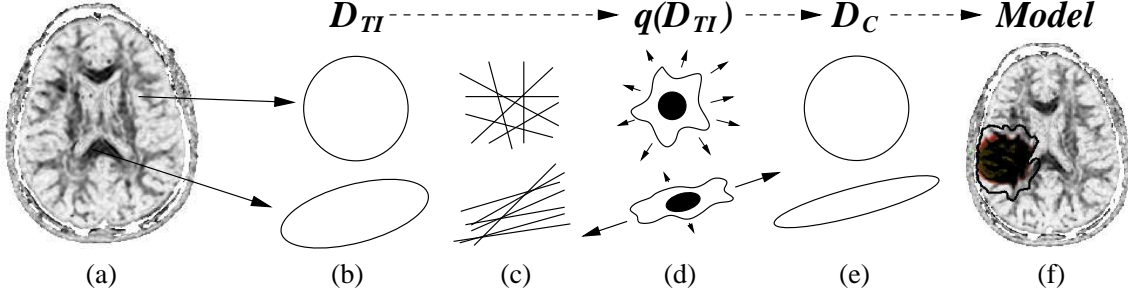 D_TI q(D_TI) D_C Model
(a) (b) (c) (d) (e) (f)